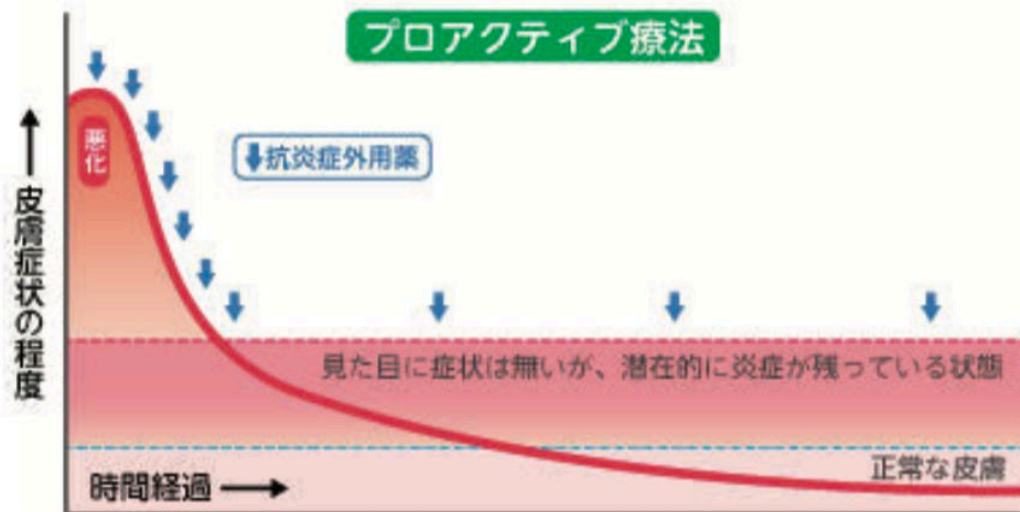 プロアクティブ療法
悪化
抗炎症外用薬
皮膚症状の程度
見た目に症状は無いが、潜在的に炎症が残っている状態
正常な皮膚
時間経過